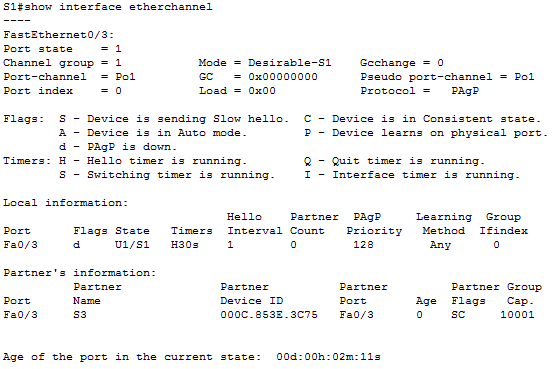 S1#show interface etherchannel
----
FastEthernet0/3:
Port state = 1
Channel group = 1 Mode = Desirable-S1 Gcchange = 0
Port-channel = Po1 GC = 0x00000000 Pseudo port-channel = Po1
Port index = 0 Load = 0x00 Protocol = PAgP
Flags: S - Device is sending Slow hello. C - Device is in Consistent state.
A - Device is in Auto mode. P - Device learns on physical port.
d - PAgP is down.
Timers: H - Hello timer is running. Q - Quit timer is running.
S - Switching timer is running. I - Interface timer is running.
Local information:
Hello Partner PAgP Learning Group
Port Flags State Timers Interval Count Priority Method Ifindex
Fa0/3 d U1/S1 H30s 1 0 128 Any 0
Partner's information:
Partner Partner Partner Partner Group
Port Name Device ID Port Age Flags Cap.
Fa0/3 S3 000C.853E.3C75 Fa0/3 0 SC 10001
Age of the port in the current state: 00d:00h:02m:11s